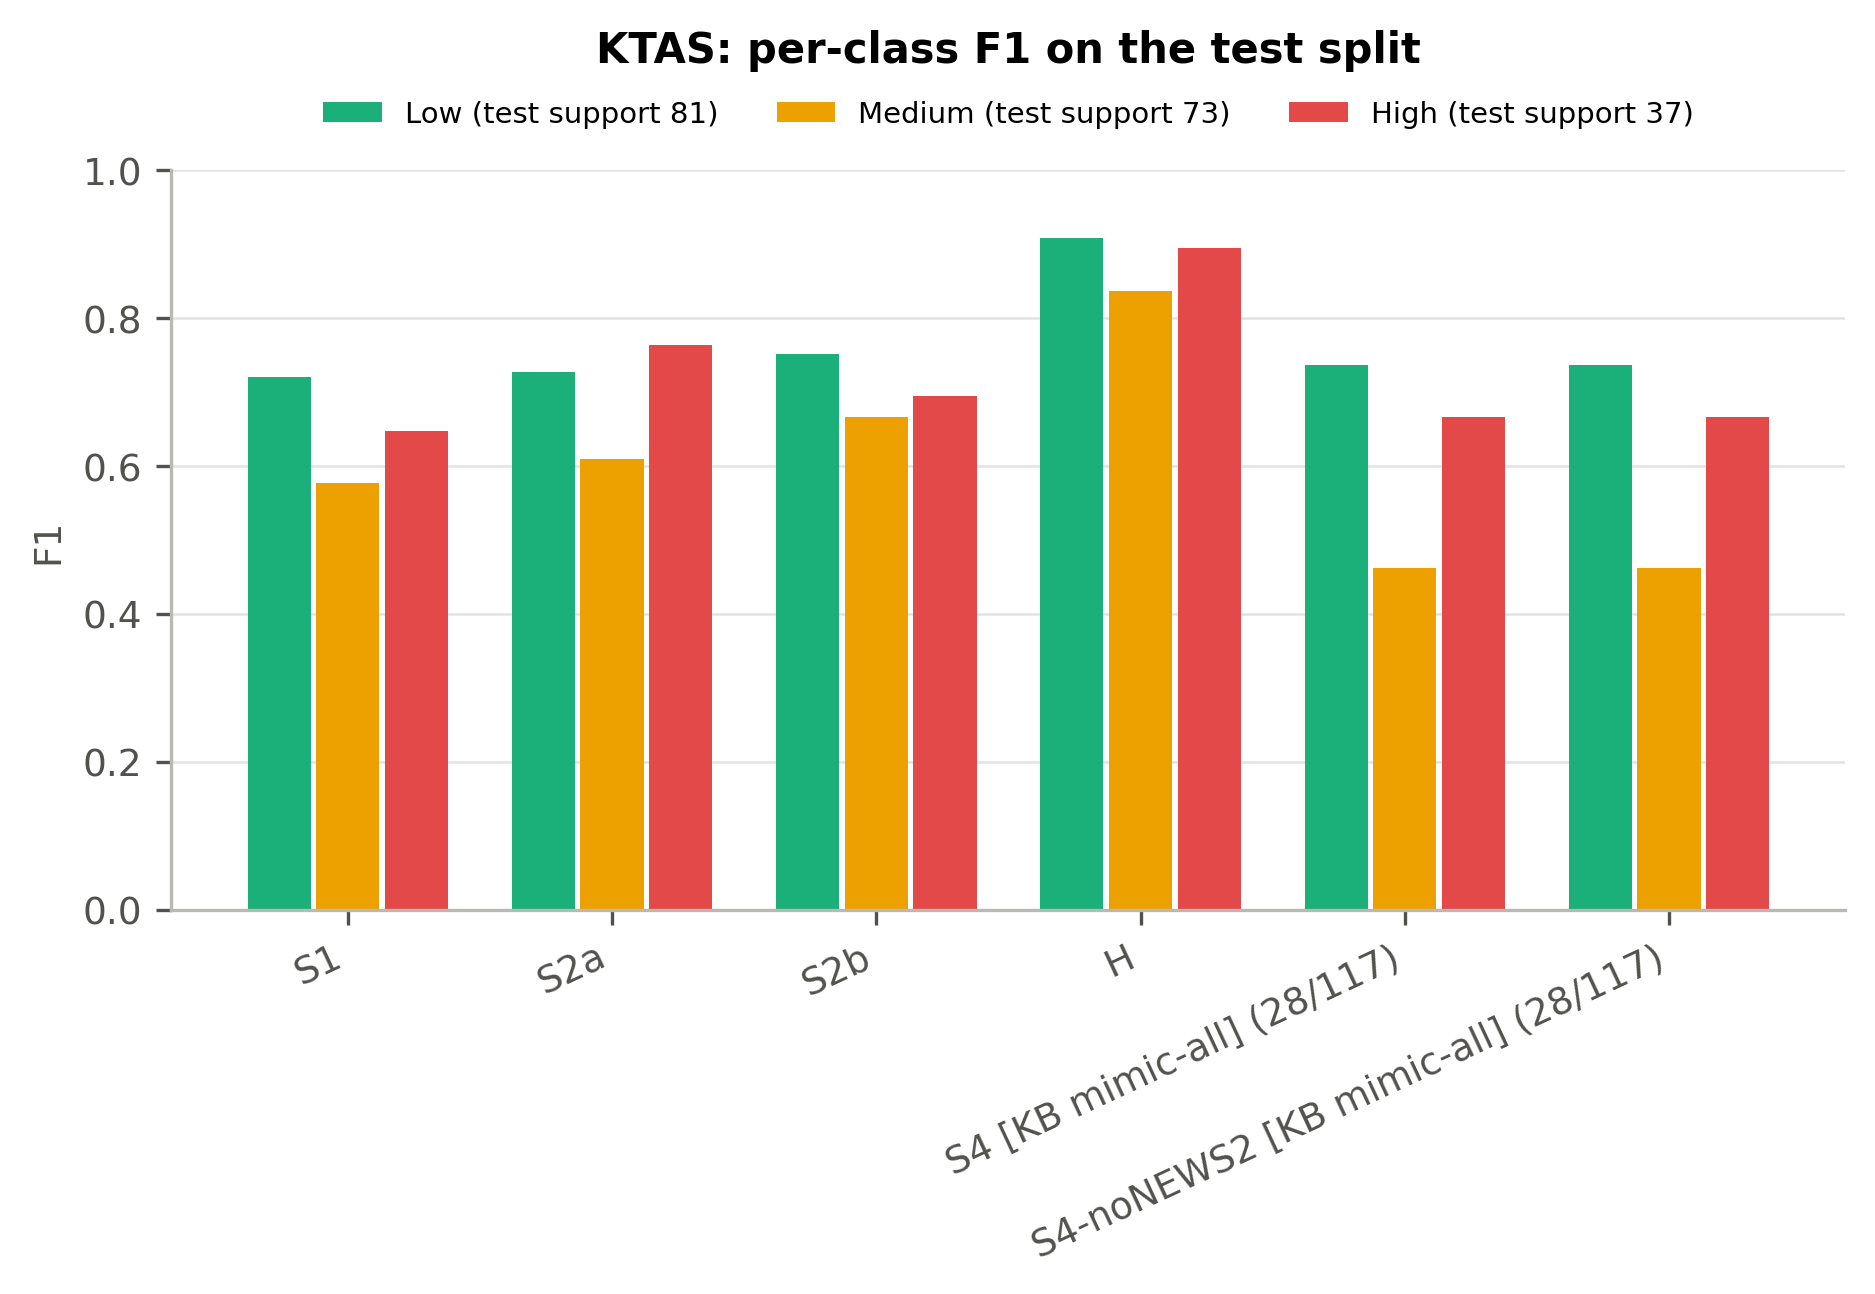 KTAS: per-class F1 on the test split
Low (test support 81)
Medium (test support 73)
High (test support 37)
1.0
0.8
0.6
0.4
0.2
0.0
F1
S1
S2a
S2b
H
S4 [KB mimic-all] (28/117)
S4-noNEWS2 [KB mimic-all] (28/117)